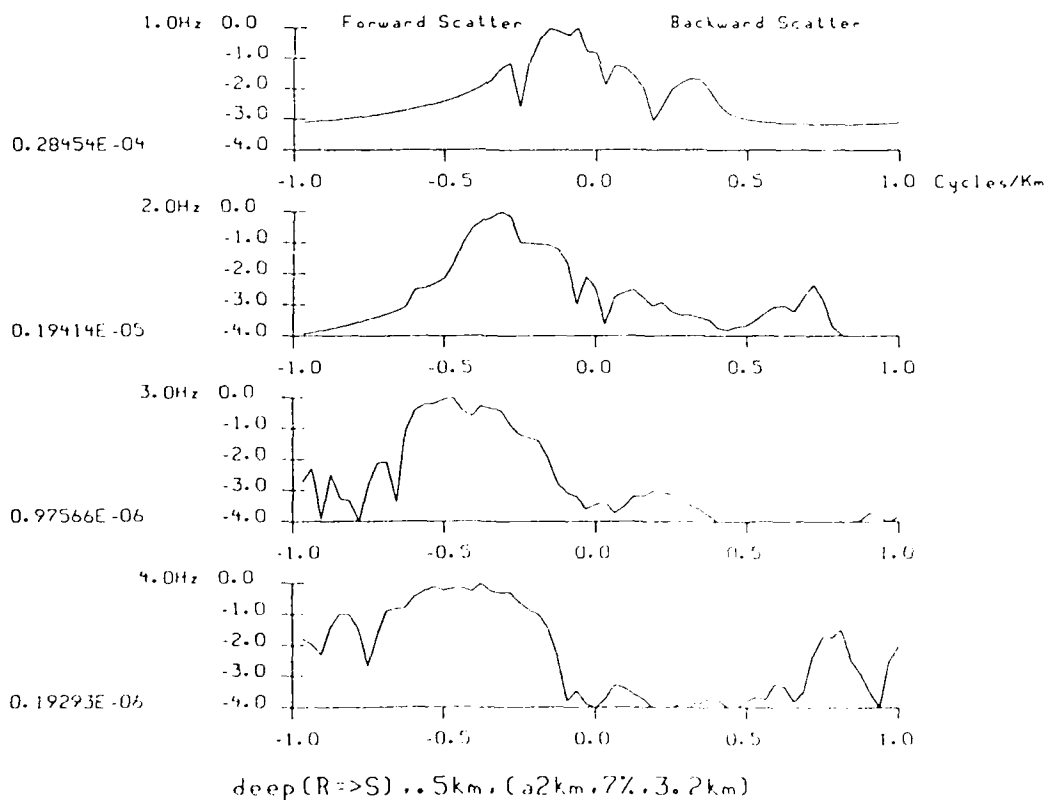 1.0Hz 0.0 Forward Scatter Backward Scatter
-1.0
-2.0
-3.0
0.28454E-04 -4.0
-1.0 -0.5 0.0 0.5 1.0 Cycles/Km
2.0Hz 0.0
-1.0
-2.0
-3.0
0.19414E-05 -4.0
-1.0 -0.5 0.0 0.5 1.0
3.0Hz 0.0
-1.0
-2.0
-3.0
0.97566E-06 -4.0
-1.0 -0.5 0.0 0.5 1.0
4.0Hz 0.0
-1.0
-2.0
-3.0
0.19293E-06 -4.0
-1.0 -0.5 0.0 0.5 1.0
deep(R=>S),.5km,(a2km,7%,3.2km)